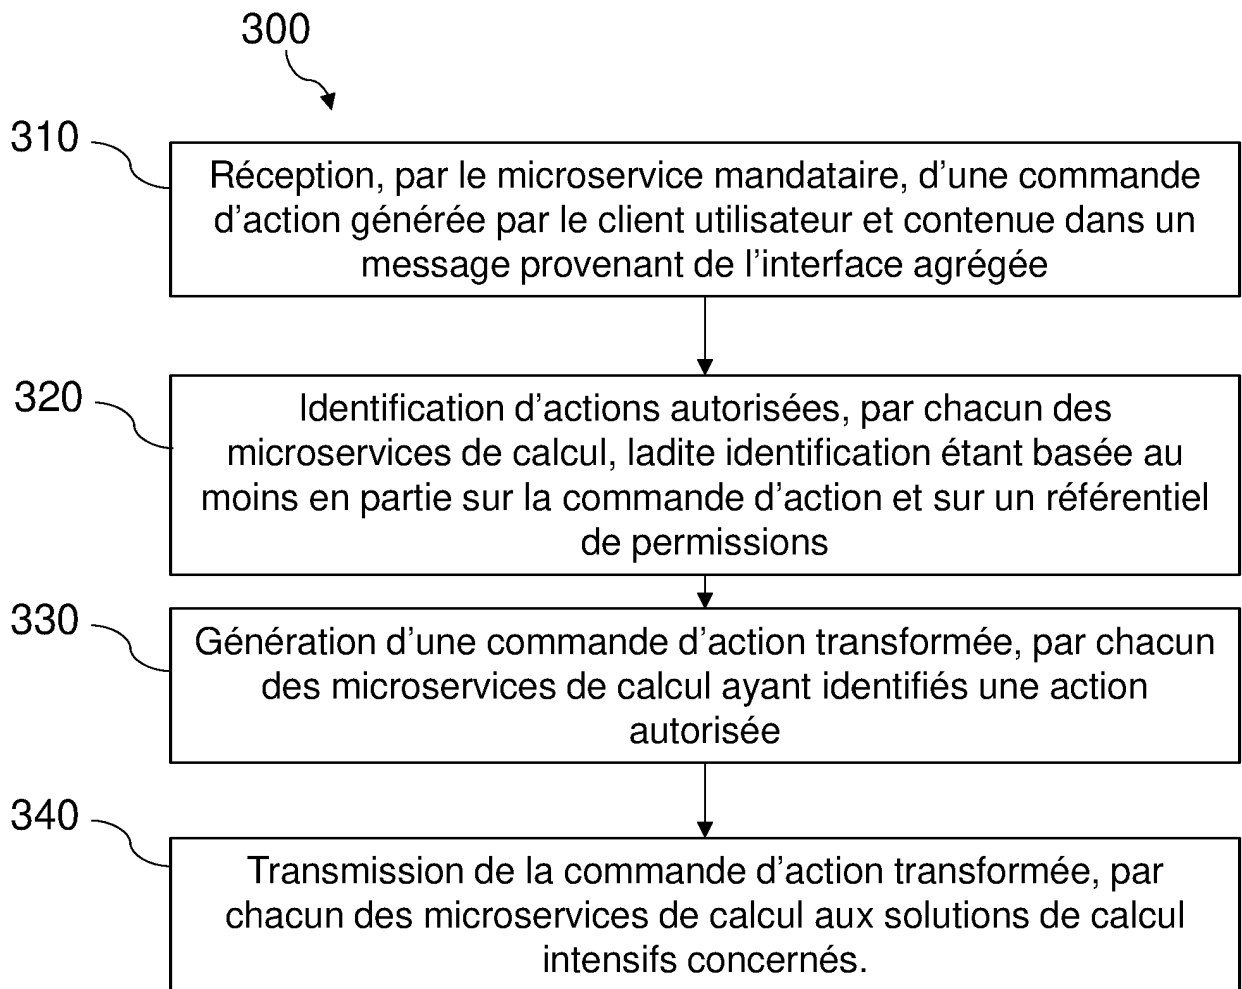 300
310
Réception, par le microservice mandataire, d’une commande
d’action générée par le client utilisateur et contenue dans un
message provenant de l’interface agrégée
320
Identification d’actions autorisées, par chacun des
microservices de calcul, ladite identification étant basée au
moins en partie sur la commande d’action et sur un référentiel
de permissions
330
Génération d’une commande d’action transformée, par chacun
des microservices de calcul ayant identifiés une action
autorisée
340
Transmission de la commande d’action transformée, par
chacun des microservices de calcul aux solutions de calcul
intensifs concernés.